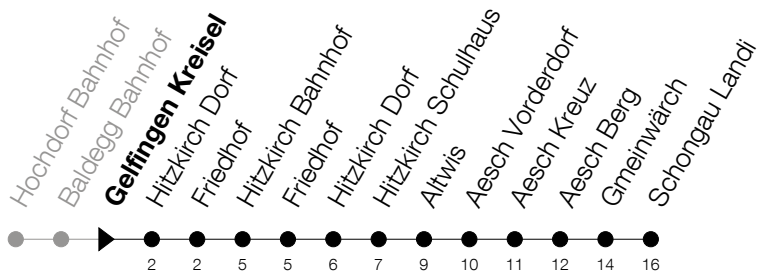 Hochdorf Bahnhof
Baldegg Bahnhof
Gelfingen Kreisel
Hitzkirch Dorf
Friedhof
Hitzkirch Bahnhof
Friedhof
Hitzkirch Dorf
Hitzkirch Schulhaus
Altwis
Aesch Vorderdorf
Aesch Kreuz
Aesch Berg
Gmeinwärch
Schongau Landi
2 2 5 5 6 7 9 10 11 12 14 16